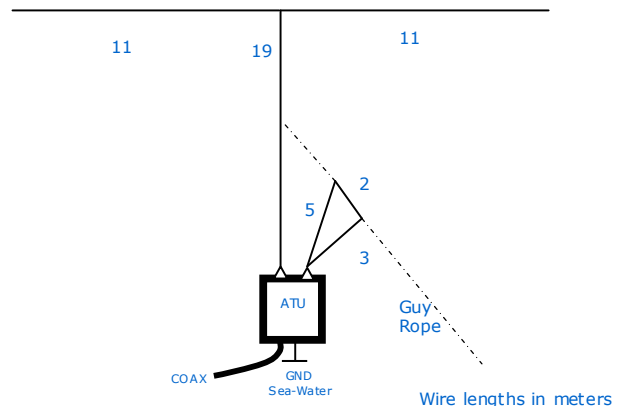 11
19
11
2
5
3
ATU
Guy
Rope
COAX
GND
Sea-Water
Wire lengths in meters